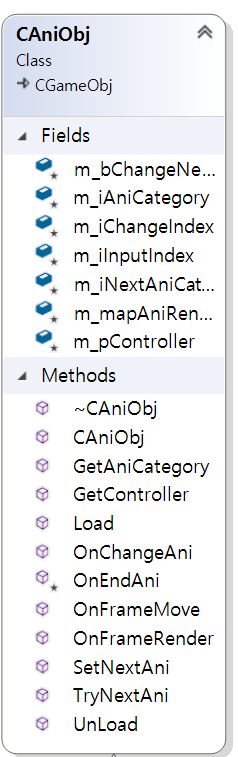 CAniObj
Class
CGameObj
Fields
m_bChangeNe...
m_iAniCategory
m_iChangeIndex
m_iInputIndex
m_iNextAniCat...
m_mapAniRen...
m_pController
Methods
~CAniObj
CAniObj
GetAniCategory
GetController
Load
OnChangeAni
OnEndAni
OnFrameMove
OnFrameRender
SetNextAni
TryNextAni
UnLoad